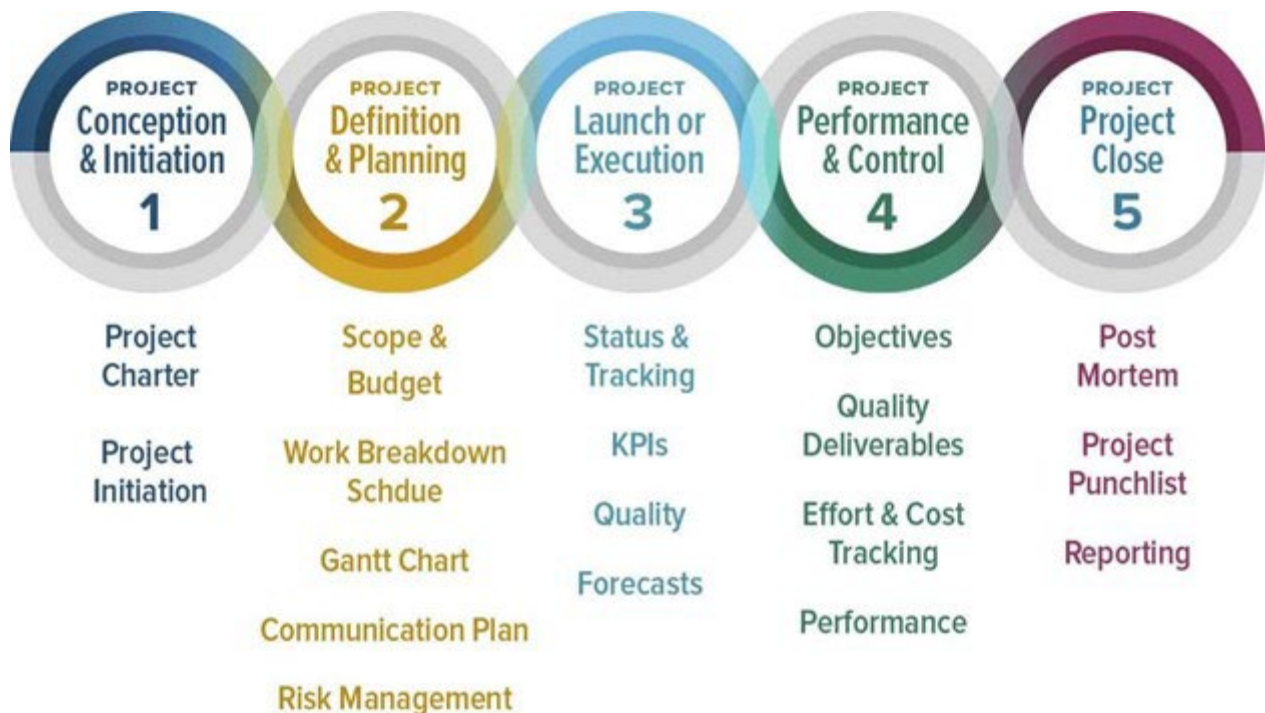 PROJECT
Conception
& Initiation
1
PROJECT
Definition
& Planning
2
PROJECT
Launch or
Execution
3
PROJECT
Performance
& Control
4
PROJECT
Project
Close
5
Project
Charter
Project
Initiation
Scope &
Budget
Work Breakdown
Schdue
Gantt Chart
Communication Plan
Risk Management
Status &
Tracking
KPIs
Quality
Forecasts
Objectives
Quality
Deliverables
Effort & Cost
Tracking
Performance
Post
Mortem
Project
Punchlist
Reporting